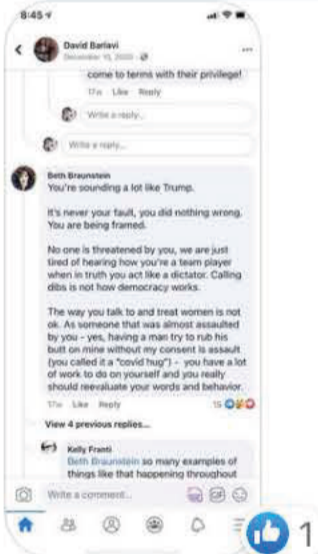 8:45
David Barlavi
December 15, 2020
come to terms with their privilege!
17w Like Reply
Write a reply...
Write a reply...
Beth Braunstein
You're sounding a lot like Trump.
It's never your fault, you did nothing wrong.
You are being framed.
No one is threatened by you, we are just
tired of hearing how you're a team player
when in truth you act like a dictator. Calling
dibs is not how democracy works.
The way you talk to and treat women is not
ok. As someone that was almost assaulted
by you - yes, having a man try to rub his
butt on mine without my consent is assault
(you called it a "covid hug") - you have a lot
of work to do on yourself and you really
should reevaluate your words and behavior.
17w Like Reply 15
View 4 previous replies...
Kelly Franti
Beth Braunstein so many examples of
things like that happening throughout
Write a comment...
GIF
1